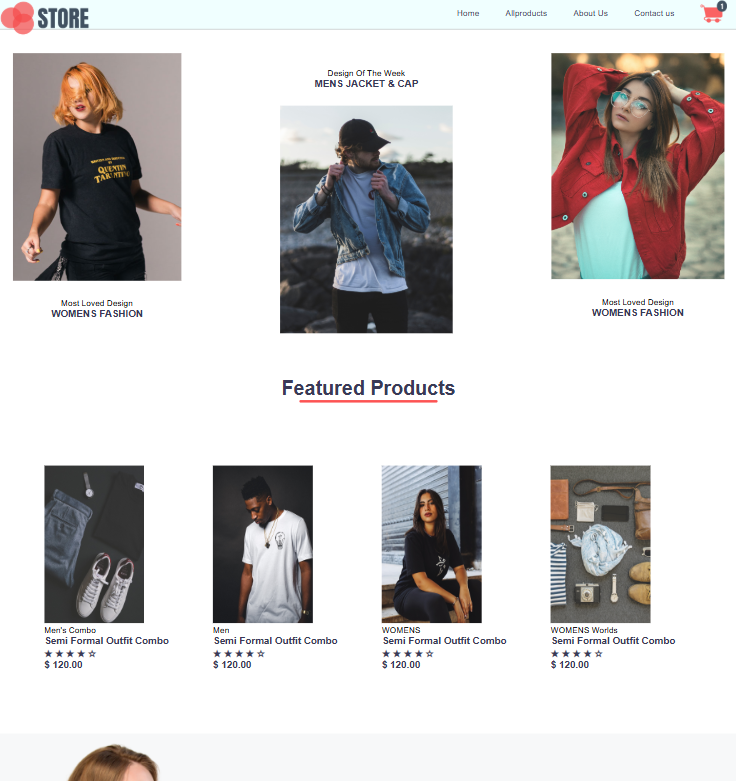 STORE
Home
Allproducts
About Us
Contact us
1
Design Of The Week
MENS JACKET & CAP
QUENTIN
TARANTINO
Most Loved Design
WOMENS FASHION
Most Loved Design
WOMENS FASHION
Featured Products
Men's Combo
Semi Formal Outfit Combo
★ ★ ★ ★ ☆
$ 120.00
Men
Semi Formal Outfit Combo
★ ★ ★ ★ ☆
$ 120.00
WOMENS
Semi Formal Outfit Combo
★ ★ ★ ★ ☆
$ 120.00
WOMENS Worlds
Semi Formal Outfit Combo
★ ★ ★ ★ ☆
$ 120.00